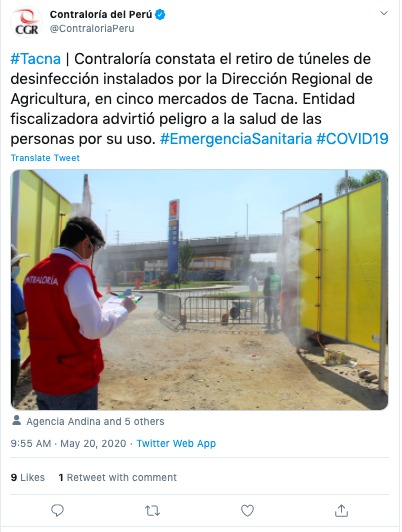 CGR
Contraloría del Perú
@ContraloriaPeru
#Tacna | Contraloría constata el retiro de túneles de
desinfección instalados por la Dirección Regional de
Agricultura, en cinco mercados de Tacna. Entidad
fiscalizadora advirtió peligro a la salud de las
personas por su uso. #EmergenciaSanitaria #COVID19
Translate Tweet
CONTRALORÍA
Agencia Andina and 5 others
9:55 AM · May 20, 2020 · Twitter Web App
9 Likes 1 Retweet with comment